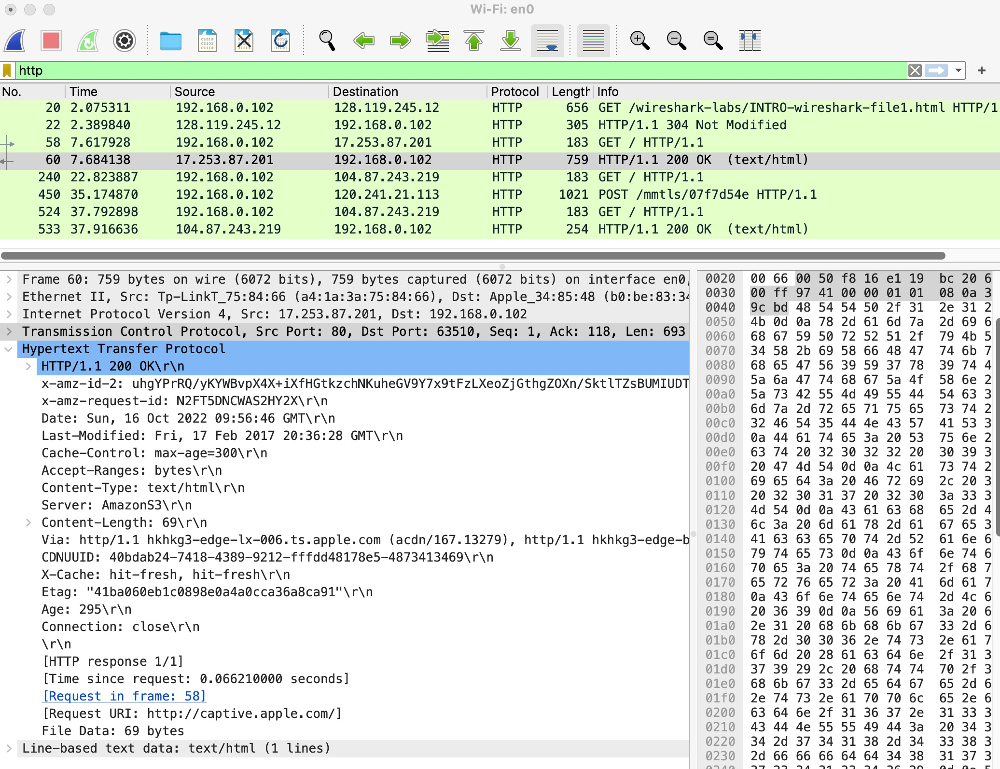 Wi-Fi: en0
http
No. Time Source Destination Protocol Length Info
20 2.075311 192.168.0.102 128.119.245.12 HTTP 656 GET /wireshark-labs/INTRO-wireshark-file1.html HTTP/1
22 2.389840 128.119.245.12 192.168.0.102 HTTP 305 HTTP/1.1 304 Not Modified
58 7.617928 192.168.0.102 17.253.87.201 HTTP 183 GET / HTTP/1.1
60 7.684138 17.253.87.201 192.168.0.102 HTTP 759 HTTP/1.1 200 OK (text/html)
240 22.823887 192.168.0.102 104.87.243.219 HTTP 183 GET / HTTP/1.1
450 35.174870 192.168.0.102 120.241.21.113 HTTP 1021 POST /mmtls/07f7d54e HTTP/1.1
524 37.792898 192.168.0.102 104.87.243.219 HTTP 183 GET / HTTP/1.1
533 37.916636 104.87.243.219 192.168.0.102 HTTP 254 HTTP/1.1 200 OK (text/html)
Frame 60: 759 bytes on wire (6072 bits), 759 bytes captured (6072 bits) on interface en0,
Ethernet II, Src: Tp-LinkT_75:84:66 (a4:1a:3a:75:84:66), Dst: Apple_34:85:48 (b0:be:83:34
Internet Protocol Version 4, Src: 17.253.87.201, Dst: 192.168.0.102
Transmission Control Protocol, Src Port: 80, Dst Port: 63510, Seq: 1, Ack: 118, Len: 693
Hypertext Transfer Protocol
HTTP/1.1 200 OK\r\n
x-amz-id-2: uhgYPrRQ/yKYWBvpX4X+iXfHGtkzchNKuheGV9Y7x9tFzLXeoZjGthgZOXn/SktlTZsBUMIUDT
x-amz-request-id: N2FT5DNCWAS2HY2X\r\n
Date: Sun, 16 Oct 2022 09:56:46 GMT\r\n
Last-Modified: Fri, 17 Feb 2017 20:36:28 GMT\r\n
Cache-Control: max-age=300\r\n
Accept-Ranges: bytes\r\n
Content-Type: text/html\r\n
Server: AmazonS3\r\n
Content-Length: 69\r\n
Via: http/1.1 hkhkg3-edge-lx-006.ts.apple.com (acdn/167.13279), http/1.1 hkhkg3-edge-b
CDNUUID: 40bdab24-7418-4389-9212-fffdd48178e5-4873413469\r\n
X-Cache: hit-fresh, hit-fresh\r\n
Etag: "41ba060eb1c0898e0a4a0cca36a8ca91"\r\n
Age: 295\r\n
Connection: close\r\n
\r\n
[HTTP response 1/1]
[Time since request: 0.066210000 seconds]
[Request in frame: 58]
[Request URI: http://captive.apple.com/]
File Data: 69 bytes
Line-based text data: text/html (1 lines)
0020 00 66 00 50 f8 16 e1 19 bc 20 6
0030 00 ff 97 41 00 00 01 01 08 0a 3
0040 9c bd 48 54 54 50 2f 31 2e 31 2
0050 4b 0d 0a 78 2d 61 6d 7a 2d 69 6
0060 68 67 59 50 72 52 51 2f 79 4b 5
0070 34 58 2b 69 58 66 48 47 74 6b 7
0080 68 65 47 56 39 59 37 78 39 74 4
0090 5a 6a 47 74 68 67 5a 4f 58 6e 2
00a0 5a 73 42 55 4d 49 55 44 54 63 3
00b0 6d 7a 2d 72 65 71 75 65 73 74 2
00c0 32 46 54 35 44 4e 43 57 41 53 3
00d0 0a 44 61 74 65 3a 20 53 75 6e 2
00e0 63 74 20 32 30 32 32 20 30 39 3
00f0 20 47 4d 54 0d 0a 4c 61 73 74 2
0100 69 65 64 3a 20 46 72 69 2c 20 3
0110 20 32 30 31 37 20 32 30 3a 33 3
0120 4d 54 0d 0a 43 61 63 68 65 2d 4
0130 6c 3a 20 6d 61 78 2d 61 67 65 3
0140 41 63 63 65 70 74 2d 52 61 6e 6
0150 79 74 65 73 0d 0a 43 6f 6e 74 6
0160 70 65 3a 20 74 65 78 74 2f 68 7
0170 65 72 76 65 72 3a 20 41 6d 61 7
0180 0a 43 6f 6e 74 65 6e 74 2d 4c 6
0190 20 36 39 0d 0a 56 69 61 3a 20 6
01a0 2e 31 20 68 6b 68 6b 67 33 2d 6
01b0 78 2d 30 30 36 2e 74 73 2e 61 7
01c0 6f 6d 20 28 61 63 64 6e 2f 31 3
01d0 37 39 29 2c 20 68 74 74 70 2f 3
01e0 68 6b 67 33 2d 65 64 67 65 2d 6
01f0 2e 74 73 2e 61 70 70 6c 65 2e 6
0200 63 64 6e 2f 31 36 37 2e 31 33 3
0210 43 44 4e 55 55 49 44 3a 20 34 3
0220 34 2d 37 34 31 38 2d 34 33 38 3
0230 2d 66 66 66 64 64 34 38 31 37 3